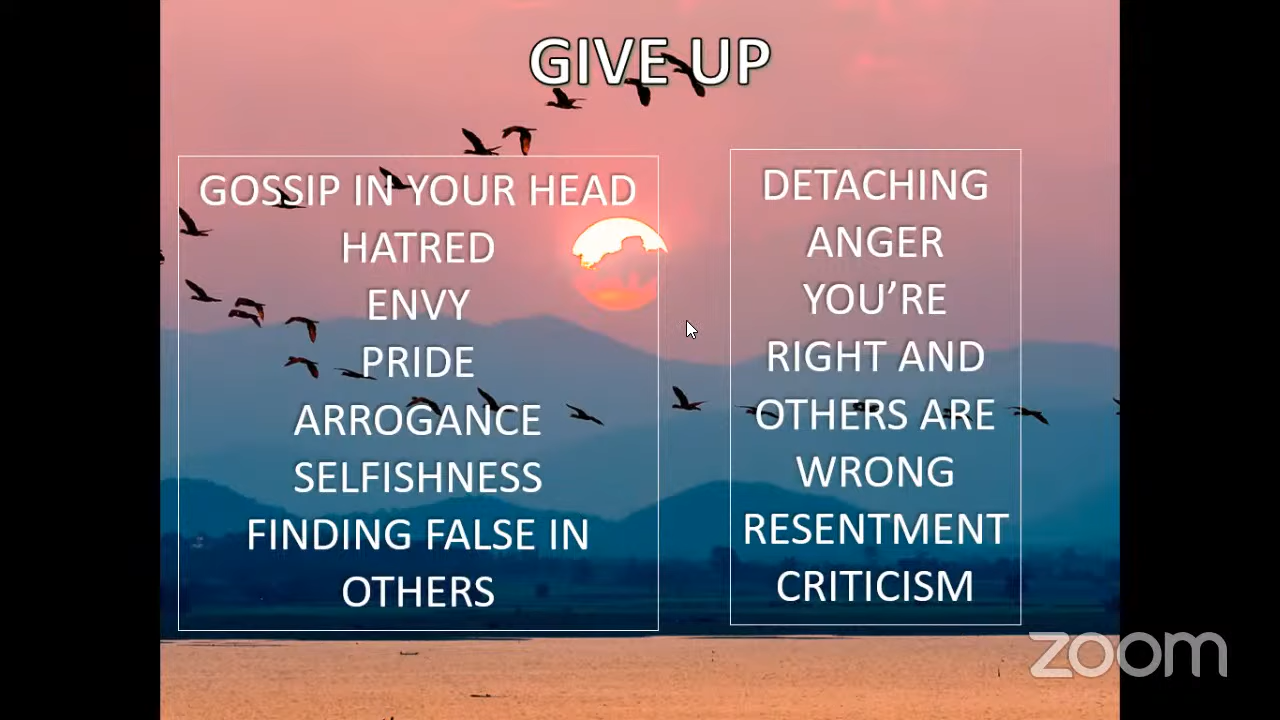 GIVE UP
GOSSIP IN YOUR HEAD
HATRED
ENVY
PRIDE
ARROGANCE
SELFISHNESS
FINDING FALSE IN
OTHERS
DETACHING
ANGER
YOU’RE
RIGHT AND
OTHERS ARE
WRONG
RESENTMENT
CRITICISM
zoom